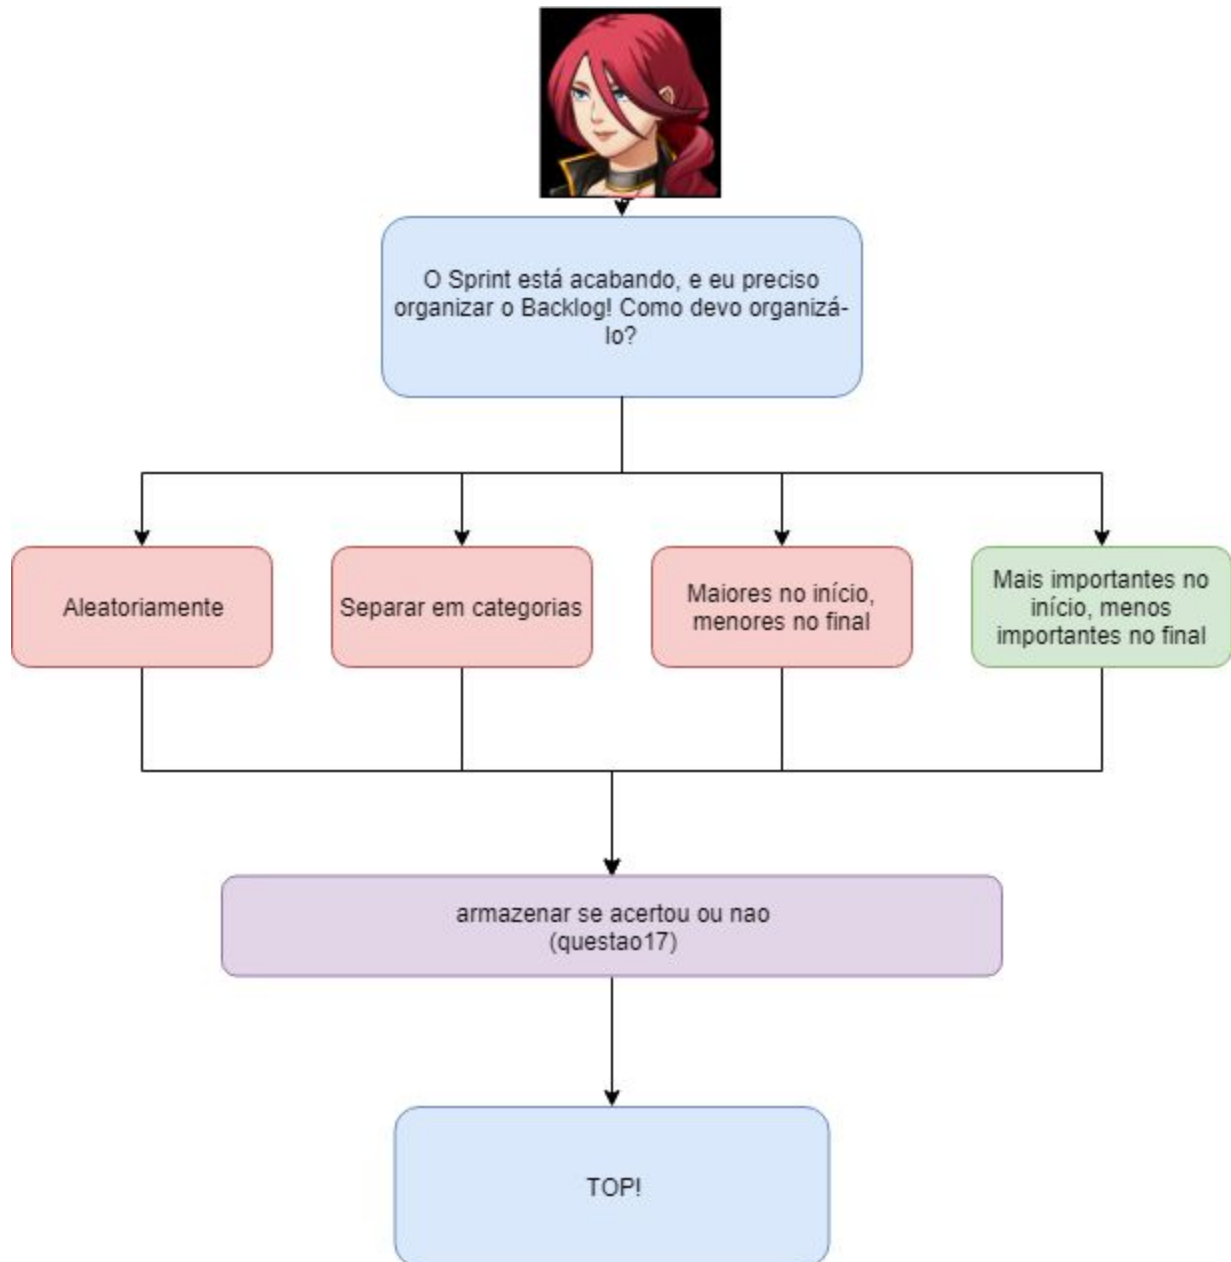 O Sprint está acabando, e eu preciso
organizar o Backlog! Como devo organizá-
lo?
Aleatoriamente
Separar em categorias
Maiores no início,
menores no final
Mais importantes no
início, menos
importantes no final
armazenar se acertou ou nao
(questao17)
TOP!